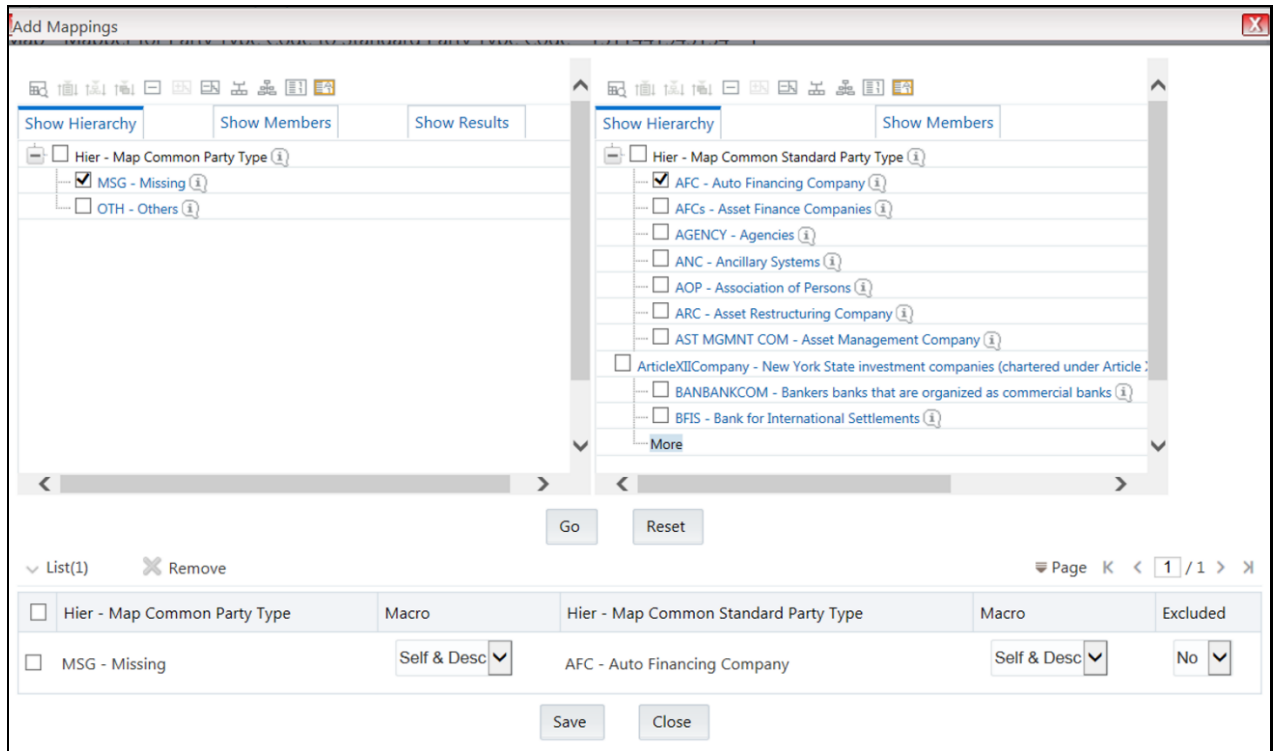 Add Mappings
Show Hierarchy Show Members Show Results
Hier - Map Common Party Type
MSG - Missing
OTH - Others
Show Hierarchy Show Members
Hier - Map Common Standard Party Type
AFC - Auto Financing Company
AFCs - Asset Finance Companies
AGENCY - Agencies
ANC - Ancillary Systems
AOP - Association of Persons
ARC - Asset Restructuring Company
AST MGMNT COM - Asset Management Company
ArticleXIICompany - New York State investment companies (chartered under Article
BANBANKCOM - Bankers banks that are organized as commercial banks
BFIS - Bank for International Settlements
More
Go Reset
List(1) Remove Page 1 / 1
Hier - Map Common Party Type Macro Hier - Map Common Standard Party Type Macro Excluded
MSG - Missing Self & Desc AFC - Auto Financing Company Self & Desc No
Save Close